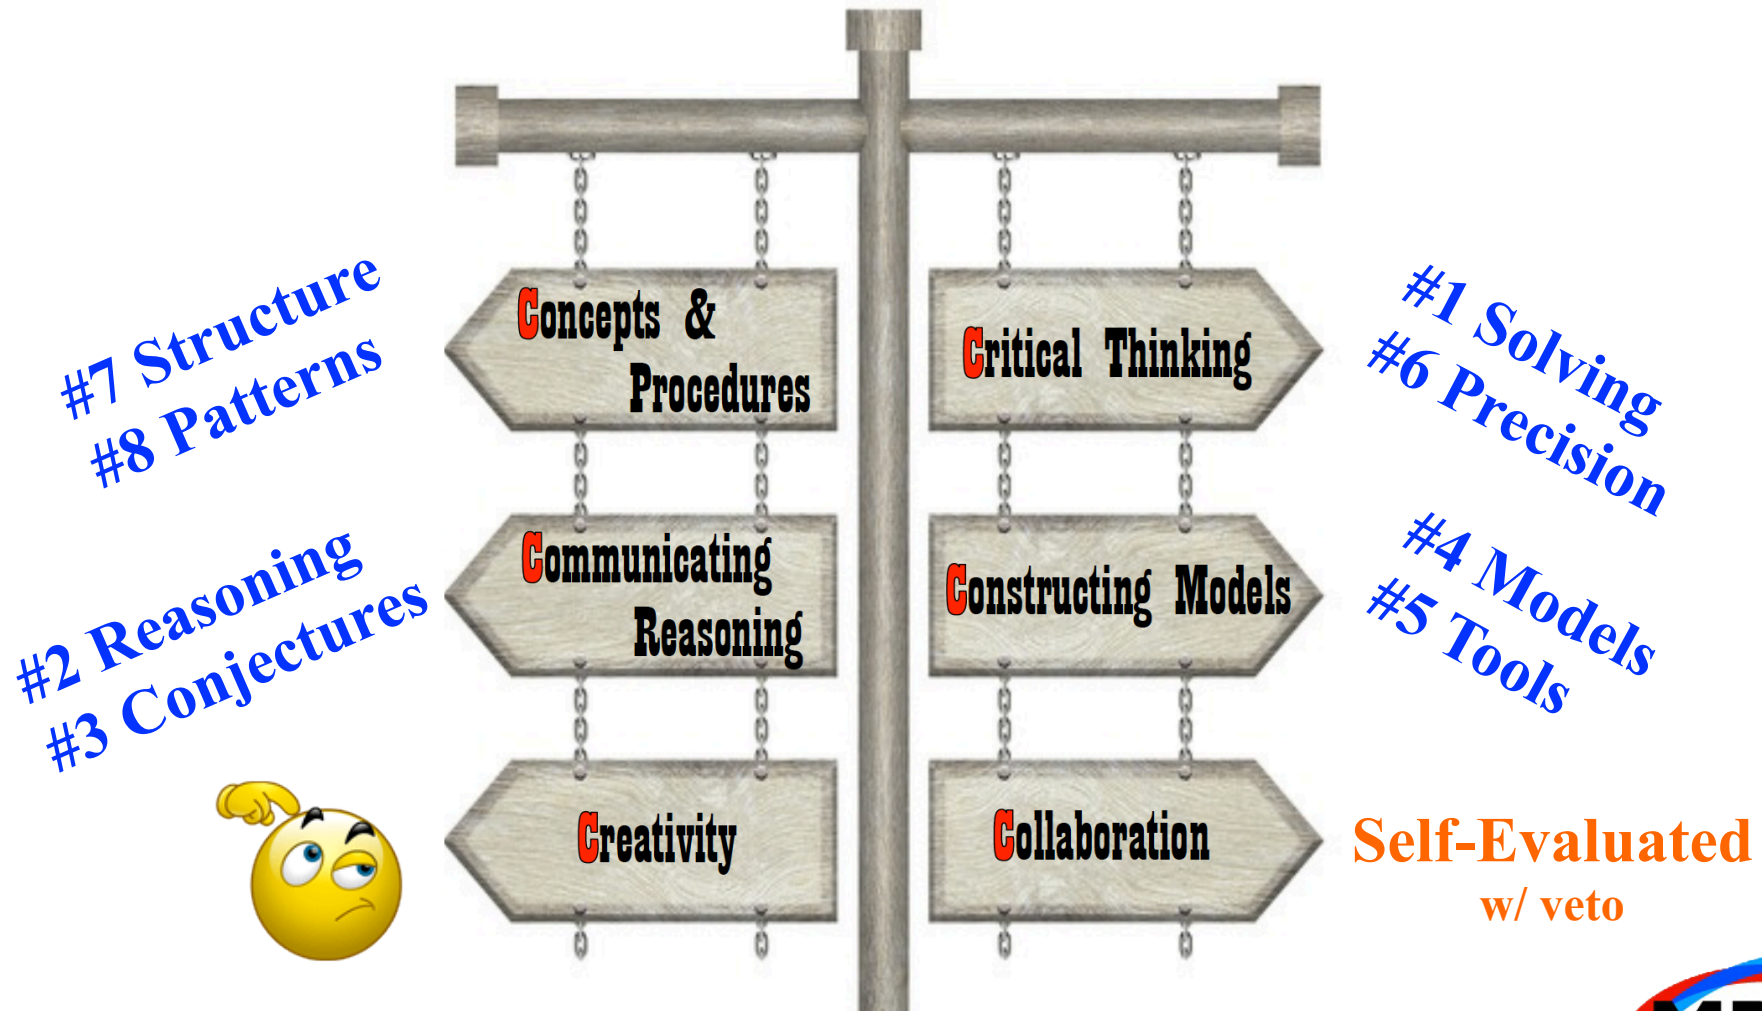 #7 Structure
#8 Patterns
Concepts &
Procedures
Critical Thinking
#1 Solving
#6 Precision
#2 Reasoning
#3 Conjectures
Communicating
Reasoning
Constructing Models
#4 Models
#5 Tools
Creativity
Collaboration
Self-Evaluated
w/ veto